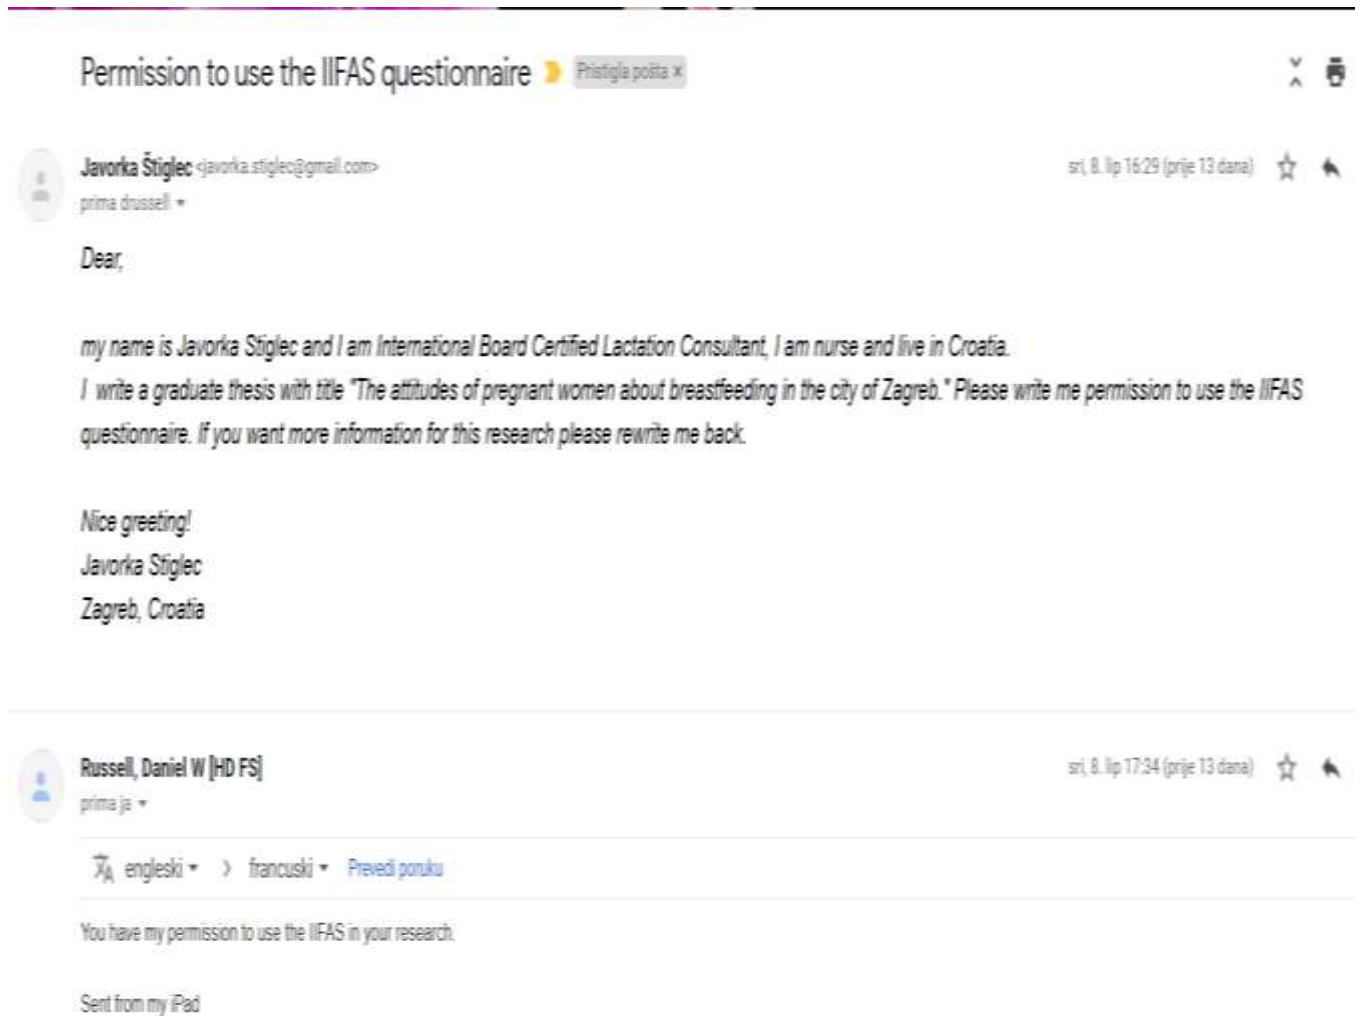 Permission to use the IIFAS questionnaire Pristigla pošta x
Javorka Štiglec <javorka.stiglec@gmail.com> sri, 8. lip 16:29 (prije 13 dana)
prima drussell
Dear,
my name is Javorka Stiglec and I am International Board Certified Lactation Consultant, I am nurse and live in Croatia.
I write a graduate thesis with title "The attitudes of pregnant women about breastfeeding in the city of Zagreb." Please write me permission to use the IIFAS
questionnaire. If you want more information for this research please rewrite me back.
Nice greeting!
Javorka Stiglec
Zagreb, Croatia
Russell, Daniel W [HD FS] sri, 8. lip 17:34 (prije 13 dana)
prima ja
engleski > francuski Prevedi poruku
You have my permission to use the IIFAS in your research.
Sent from my iPad